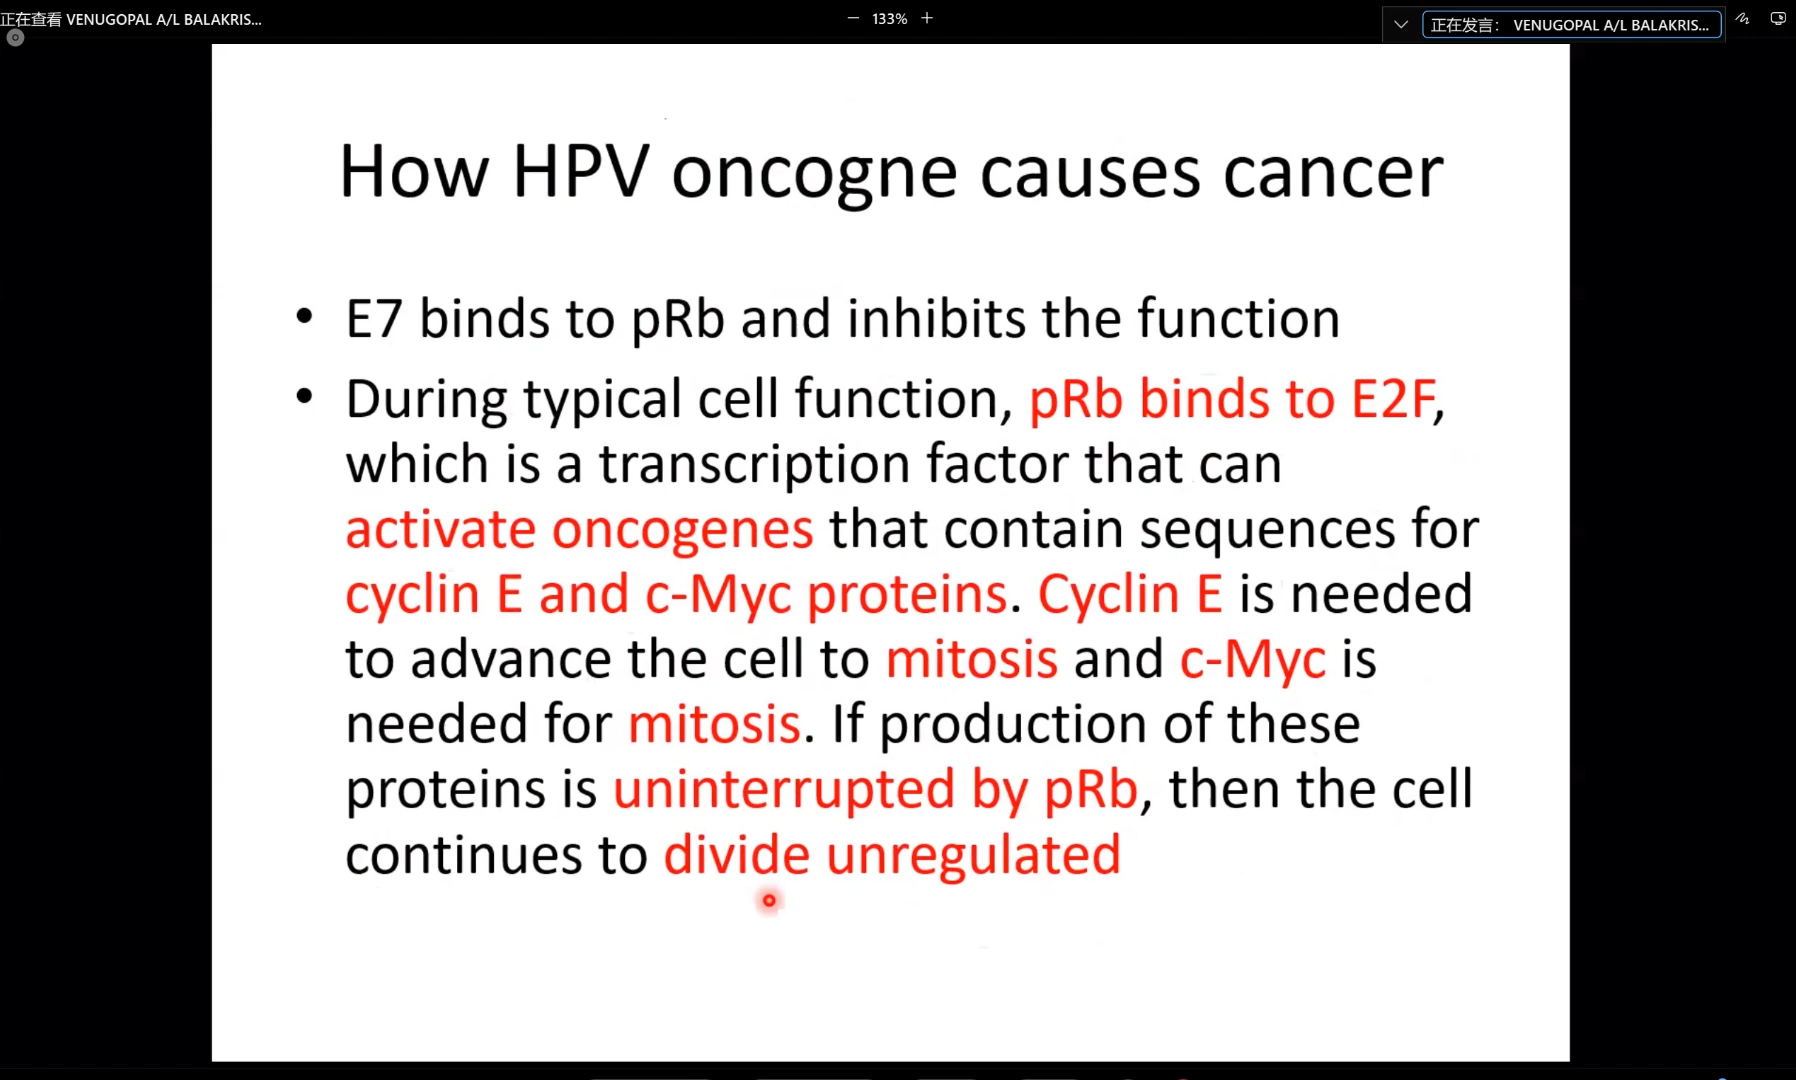 正在查看 VENUGOPAL A/L BALAKRIS...
133%
正在发言: VENUGOPAL A/L BALAKRIS...
How HPV oncogne causes cancer
• E7 binds to pRb and inhibits the function
• During typical cell function, pRb binds to E2F,
which is a transcription factor that can
activate oncogenes that contain sequences for
cyclin E and c-Myc proteins. Cyclin E is needed
to advance the cell to mitosis and c-Myc is
needed for mitosis. If production of these
proteins is uninterrupted by pRb, then the cell
continues to divide unregulated